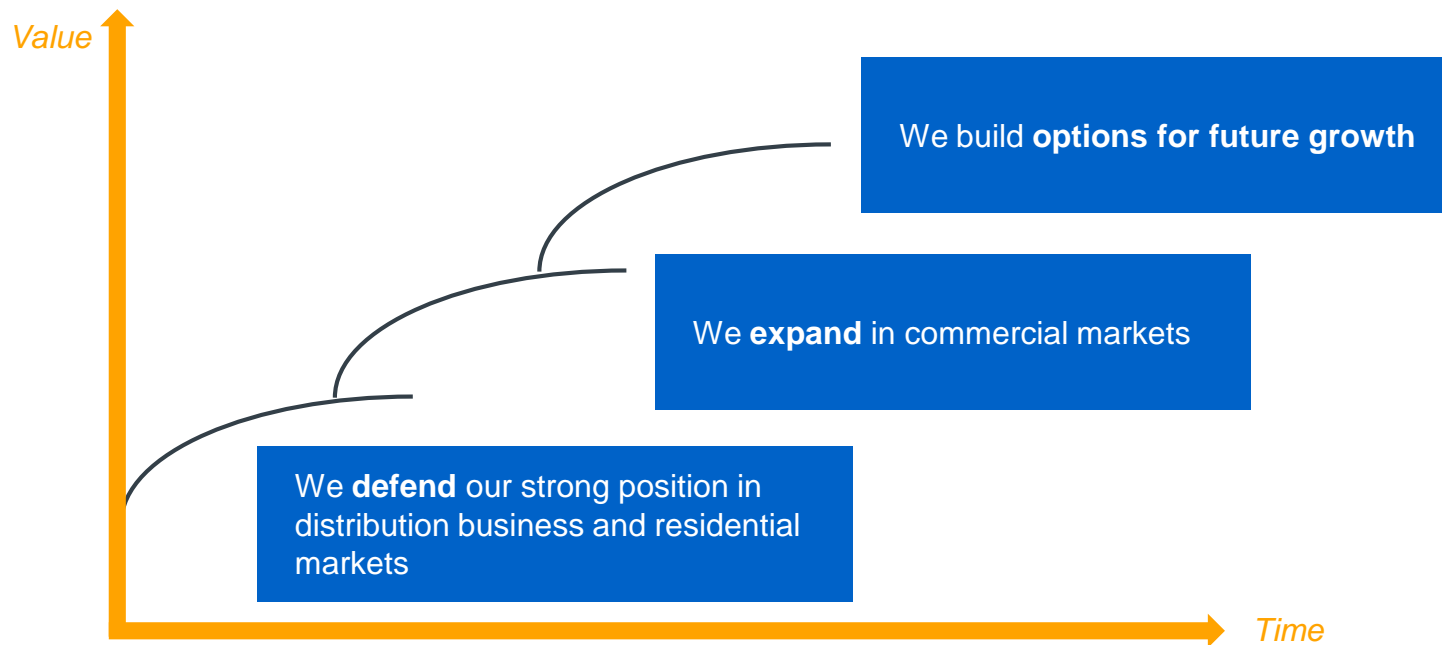 Value
We build options for future growth
We expand in commercial markets
We defend our strong position in
distribution business and residential
markets
Time